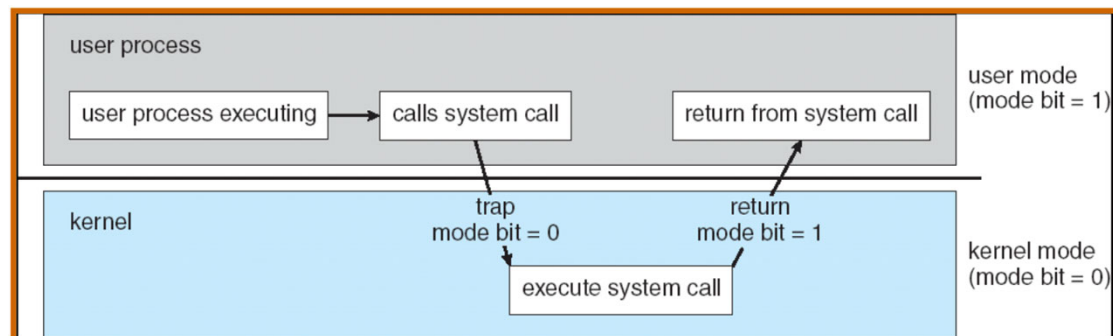 user process
user process executing
calls system call
return from system call
user mode
(mode bit = 1)
kernel
trap
mode bit = 0
return
mode bit = 1
execute system call
kernel mode
(mode bit = 0)